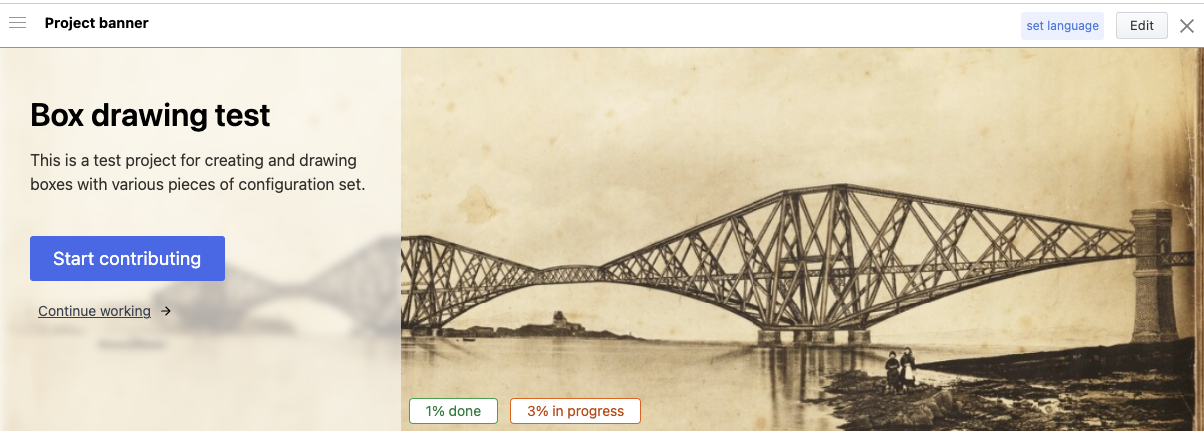 Project banner
set language
Edit
Box drawing test
This is a test project for creating and drawing
boxes with various pieces of configuration set.
Start contributing
Continue working →
1% done
3% in progress